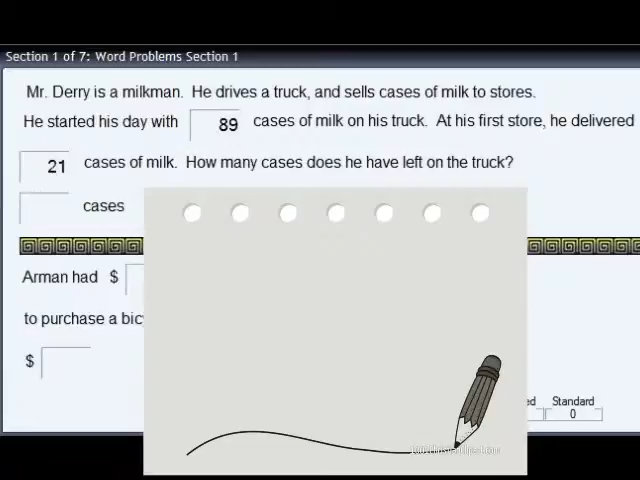 Section 1 of 7: Word Problems Section 1
Mr. Derry is a milkman. He drives a truck, and sells cases of milk to stores.
He started his day with 89 cases of milk on his truck. At his first store, he delivered
21 cases of milk. How many cases does he have left on the truck?
cases
Arman had $
to purchase a
$
Standard
0